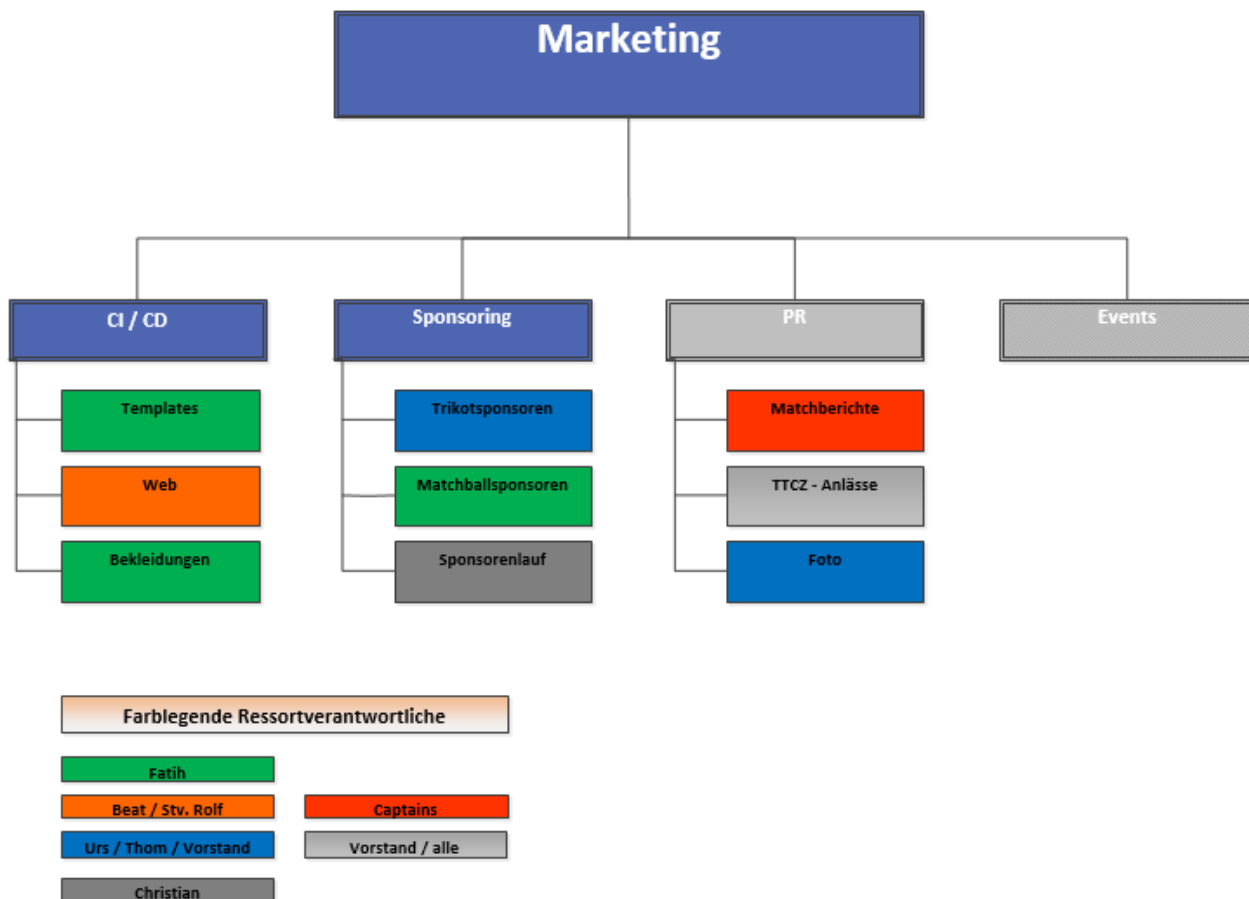 Marketing
CI / CD
Sponsoring
PR
Events
Templates
Trikotsponsoren
Matchberichte
Web
Matchballsponsoren
TTCZ - Anlässe
Bekleidungen
Sponsorenlauf
Foto
Farblegende Ressortverantwortliche
Fatih
Beat / Stv. Rolf
Captains
Urs / Thom / Vorstand
Vorstand / alle
Christian